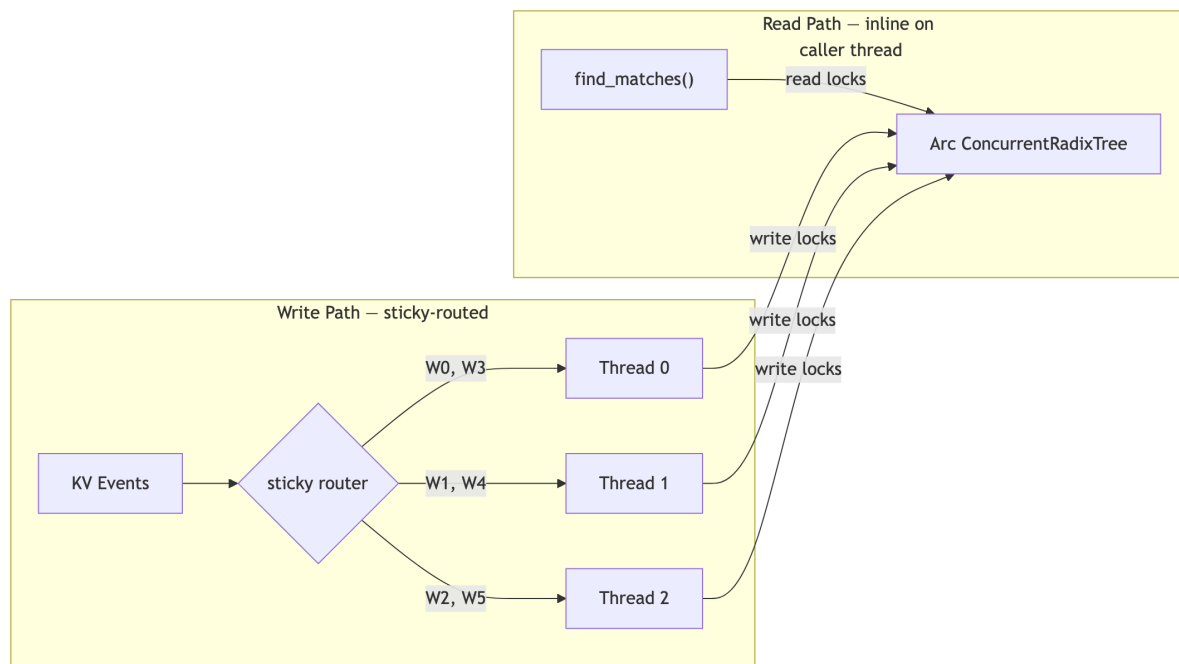 Read Path — inline on
caller thread
find_matches()
read locks
Arc ConcurrentRadixTree
write locks
write locks
write locks
Write Path — sticky-routed
KV Events
sticky router
W0, W3
Thread 0
W1, W4
Thread 1
W2, W5
Thread 2